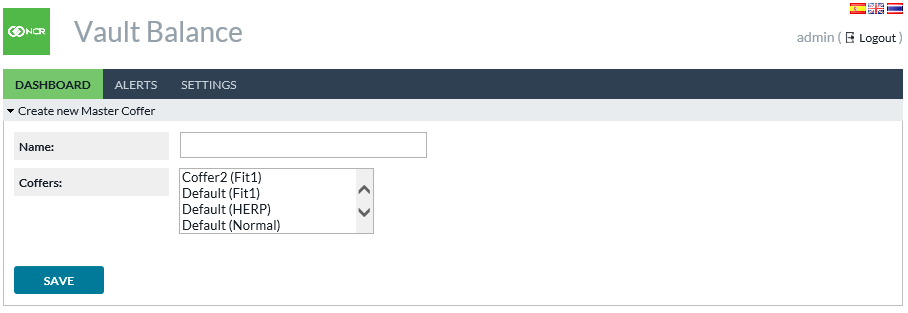 NCR
Vault Balance
admin ( Logout )
DASHBOARD ALERTS SETTINGS
Create new Master Coffer
Name:
Coffers:
Coffer2 (Fit1)
Default (Fit1)
Default (HERP)
Default (Normal)
SAVE